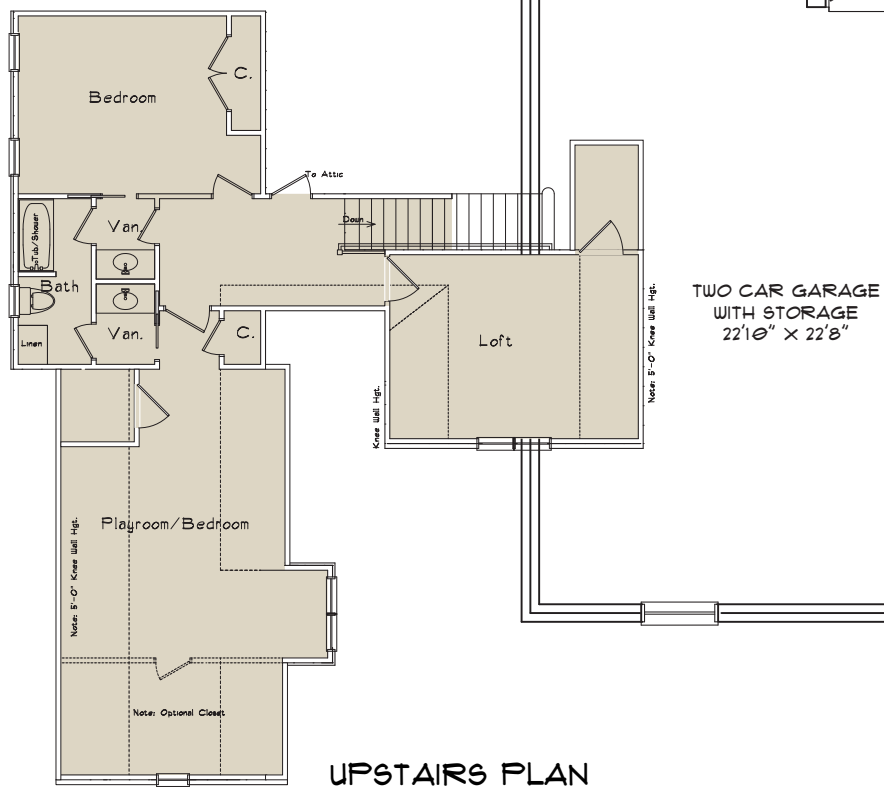 Bedroom
C.
To Attic
Down
Tub/Shower
Van.
Bath
Linen
Van.
C.
Loft
Knee Wall Hgt.
Note: 5'-0" Knee Wall Hgt.
TWO CAR GARAGE
WITH STORAGE
22'10" X 22'8"
Playroom/Bedroom
Note: 5'-0" Knee Wall Hgt.
Note: Optional Closet
UPSTAIRS PLAN